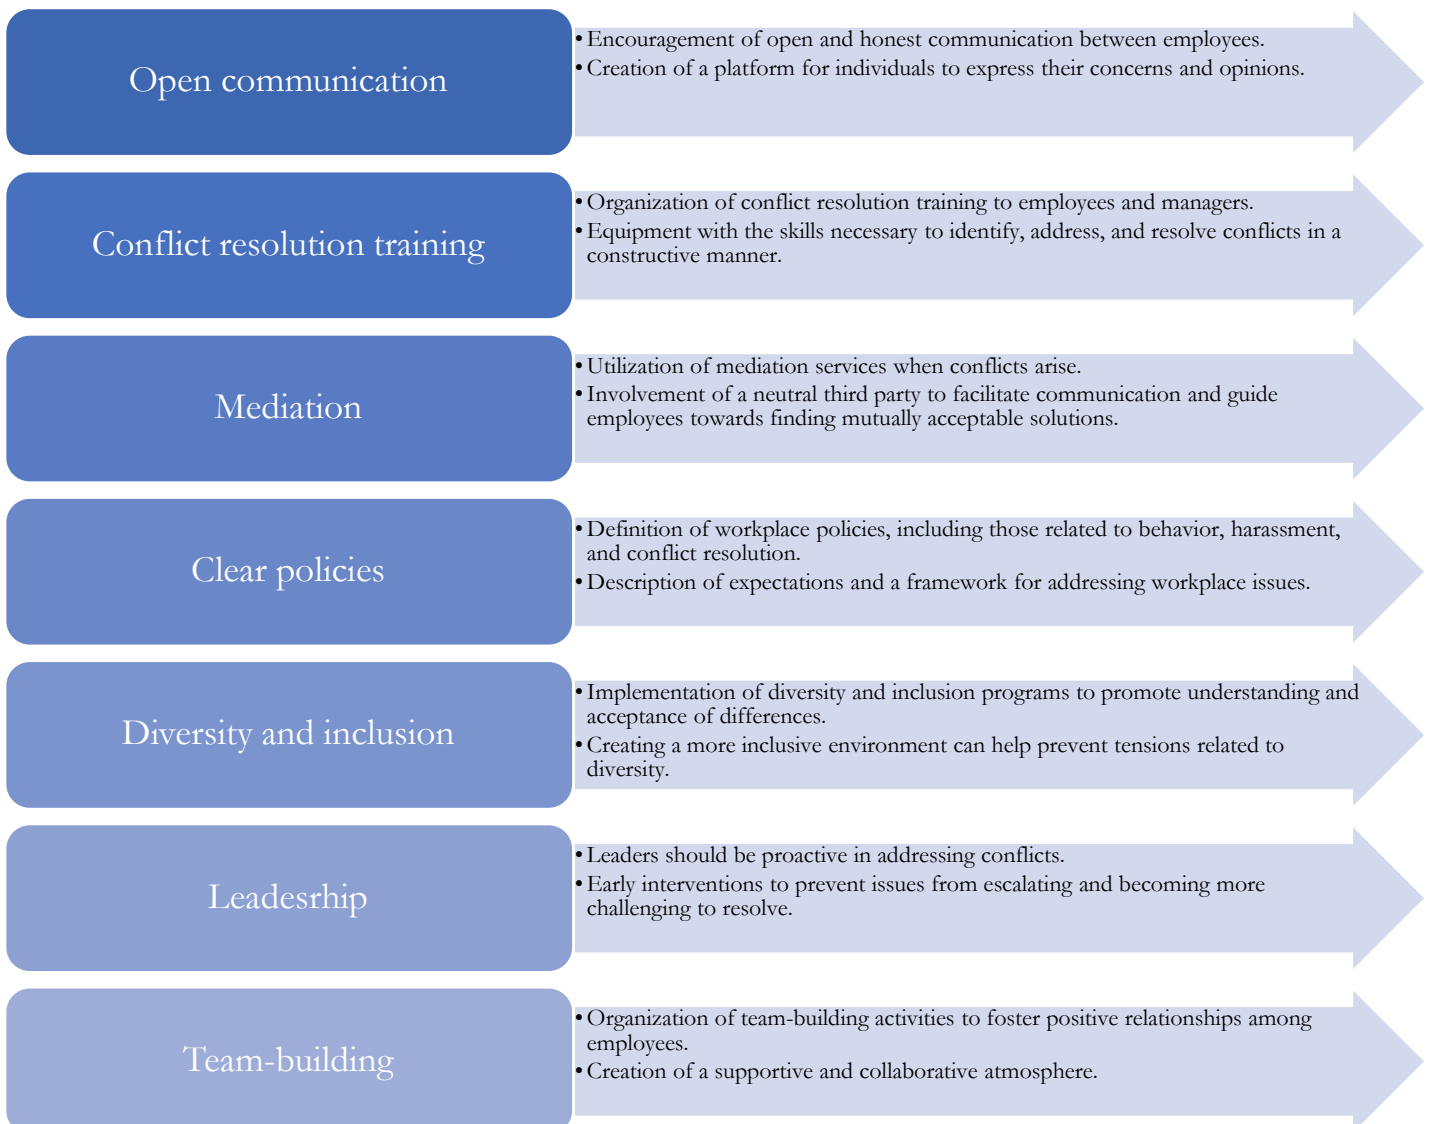 Open communication
• Encouragement of open and honest communication between employees.
• Creation of a platform for individuals to express their concerns and opinions.
Conflict resolution training
• Organization of conflict resolution training to employees and managers.
• Equipment with the skills necessary to identify, address, and resolve conflicts in a
constructive manner.
Mediation
• Utilization of mediation services when conflicts arise.
• Involvement of a neutral third party to facilitate communication and guide
employees towards finding mutually acceptable solutions.
Clear policies
• Definition of workplace policies, including those related to behavior, harassment,
and conflict resolution.
• Description of expectations and a framework for addressing workplace issues.
Diversity and inclusion
• Implementation of diversity and inclusion programs to promote understanding and
acceptance of differences.
• Creating a more inclusive environment can help prevent tensions related to
diversity.
Leadesrhip
• Leaders should be proactive in addressing conflicts.
• Early interventions to prevent issues from escalating and becoming more
challenging to resolve.
Team-building
• Organization of team-building activities to foster positive relationships among
employees.
• Creation of a supportive and collaborative atmosphere.